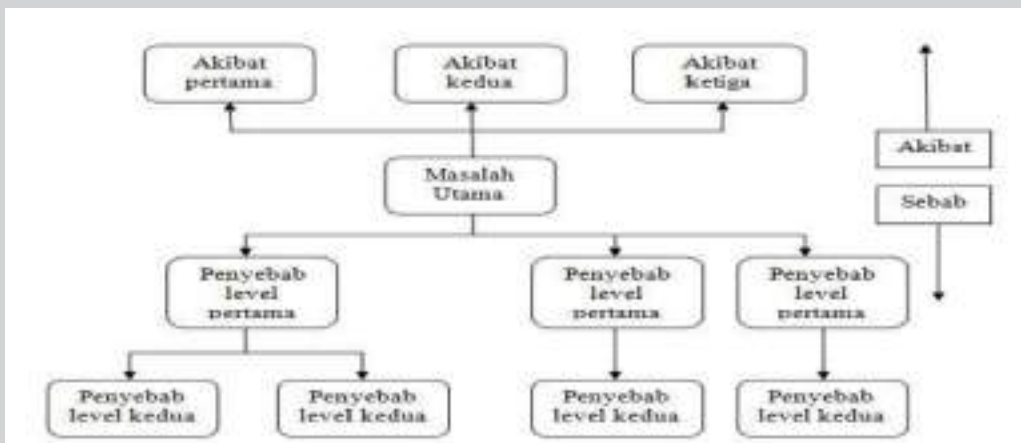 Akibat
pertama
Akibat
kedua
Akibat
ketiga
Akibat
Masalah
Utama
Sebab
Penyebab
level
pertama
Penyebab
level
pertama
Penyebab
level
pertama
Penyebab
level kedua
Penyebab
level kedua
Penyebab
level kedua
Penyebab
level kedua